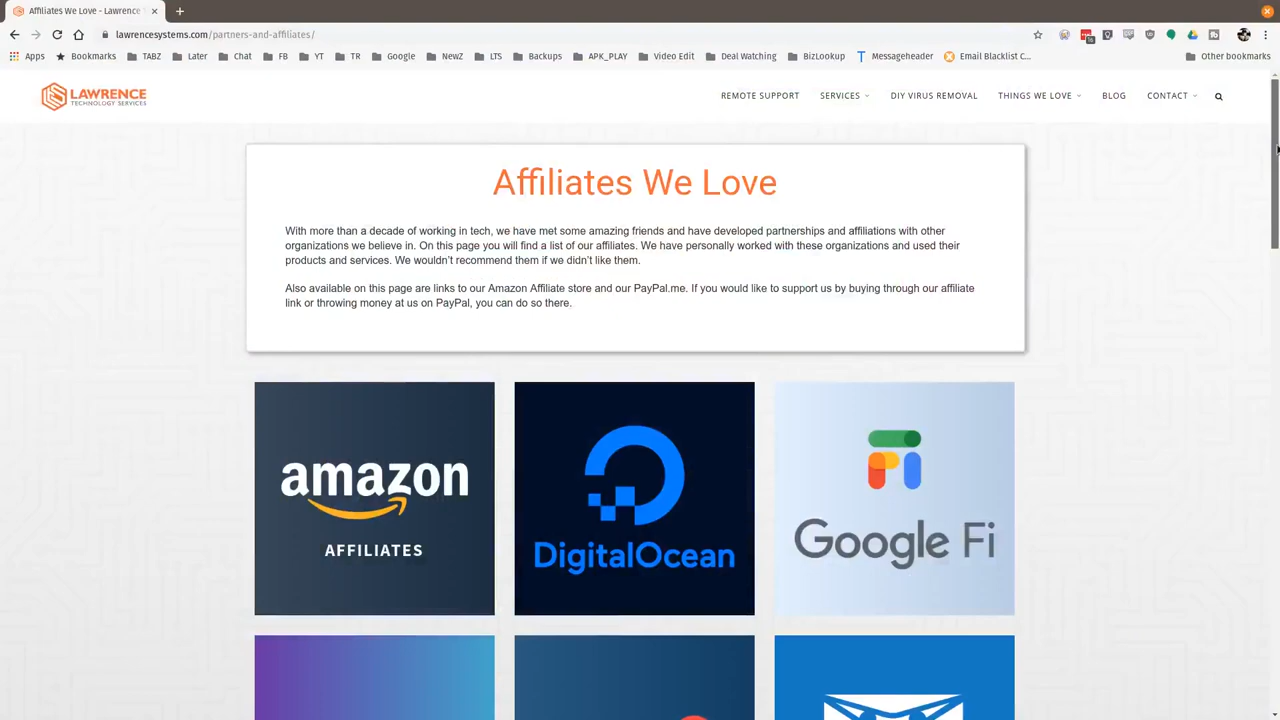 Affiliates We Love - Lawrence T
lawrencesystems.com/partners-and-affiliates/
Apps Bookmarks TABZ Later Chat FB YT TR Google NewZ LTS Backups APK_PLAY Video Edit Deal Watching BizLookup Messageheader Email Blacklist C... Other bookmarks
LAWRENCE
TECHNOLOGY SERVICES
REMOTE SUPPORT SERVICES DIY VIRUS REMOVAL THINGS WE LOVE BLOG CONTACT
Affiliates We Love
With more than a decade of working in tech, we have met some amazing friends and have developed partnerships and affiliations with other
organizations we believe in. On this page you will find a list of our affiliates. We have personally worked with these organizations and used their
products and services. We wouldn't recommend them if we didn't like them.
Also available on this page are links to our Amazon Affiliate store and our PayPal.me. If you would like to support us by buying through our affiliate
link or throwing money at us on PayPal, you can do so there.
amazon
AFFILIATES
DigitalOcean
Google Fi